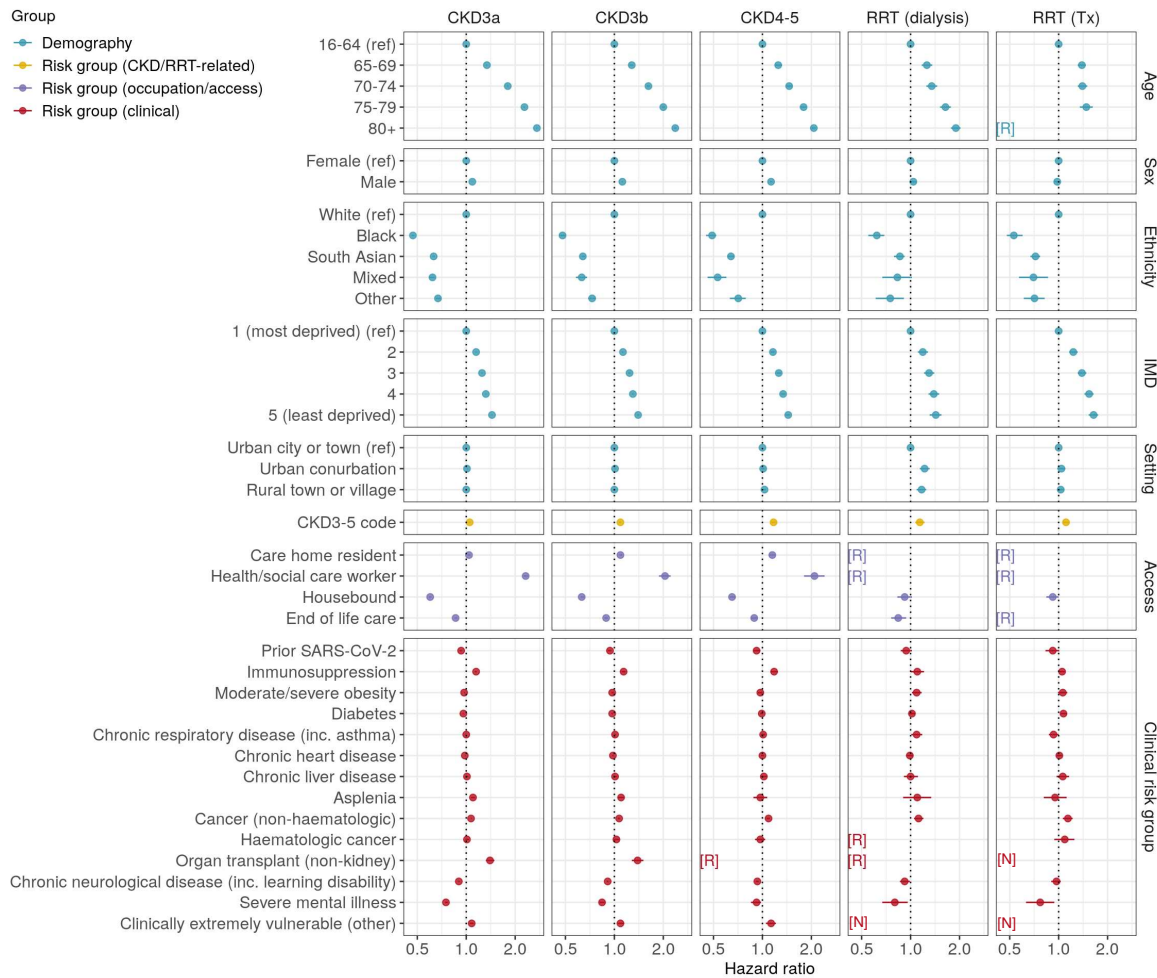 Group
Demography
Risk group (CKD/RRT-related)
Risk group (occupation/access)
Risk group (clinical)
CKD3a CKD3b CKD4-5 RRT (dialysis) RRT (Tx)
16-64 (ref)
65-69
70-74
75-79
80+ [R]
Age
Female (ref)
Male
Sex
White (ref)
Black
South Asian
Mixed
Other
Ethnicity
1 (most deprived) (ref)
2
3
4
5 (least deprived)
IMD
Urban city or town (ref)
Urban conurbation
Rural town or village
Setting
CKD3-5 code
Care home resident [R] [R]
Health/social care worker [R] [R]
Housebound
End of life care [R]
Access
Prior SARS-CoV-2
Immunosuppression
Moderate/severe obesity
Diabetes
Chronic respiratory disease (inc. asthma)
Chronic heart disease
Chronic liver disease
Asplenia
Cancer (non-haematologic)
Haematologic cancer [R]
Organ transplant (non-kidney) [R] [R] [N]
Chronic neurological disease (inc. learning disability)
Severe mental illness
Clinically extremely vulnerable (other) [N] [N]
Clinical risk group
0.5 1.0 2.0 0.5 1.0 2.0 0.5 1.0 2.0 0.5 1.0 2.0 0.5 1.0 2.0
Hazard ratio